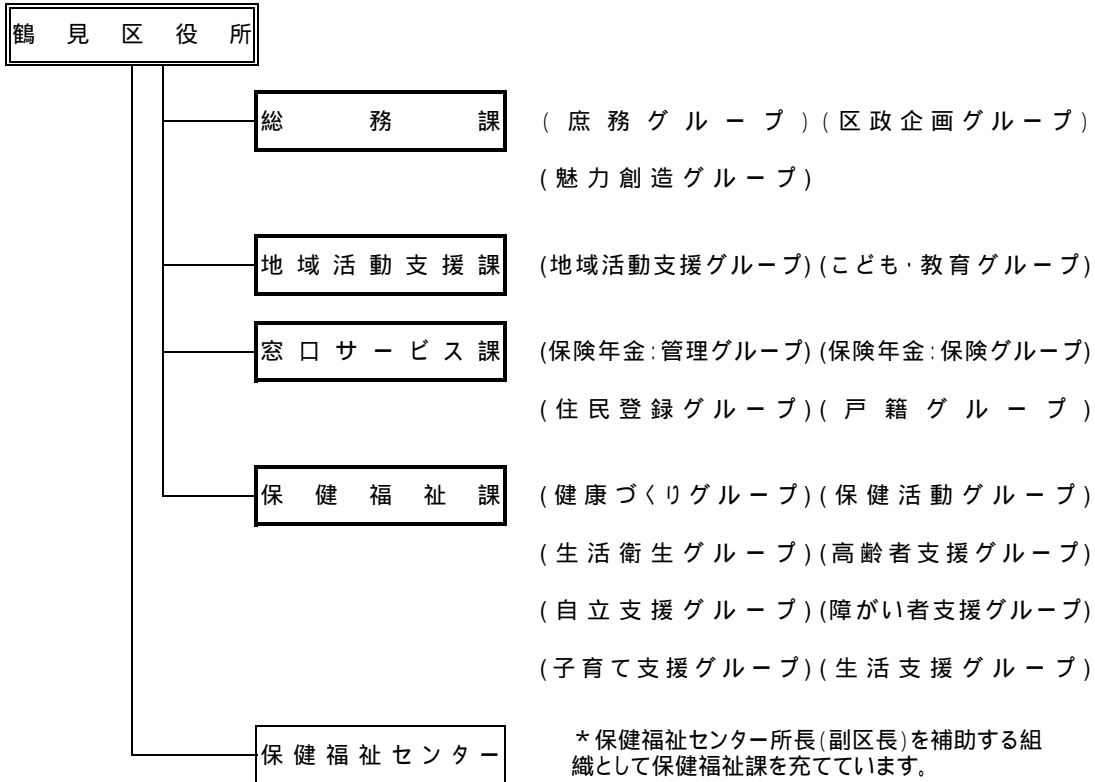 鶴見区役所
総務課 (庶務グループ)(区政企画グループ)
(魅力創造グループ)
地域活動支援課 (地域活動支援グループ)(こども・教育グループ)
窓口サービス課 (保険年金:管理グループ)(保険年金:保険グループ)
(住民登録グループ)(戸籍グループ)
保健福祉課 (健康づくりグループ)(保健活動グループ)
(生活衛生グループ)(高齢者支援グループ)
(自立支援グループ)(障がい者支援グループ)
(子育て支援グループ)(生活支援グループ)
保健福祉センター *保健福祉センター所長(副区長)を補助する組
織として保健福祉課を充てています。